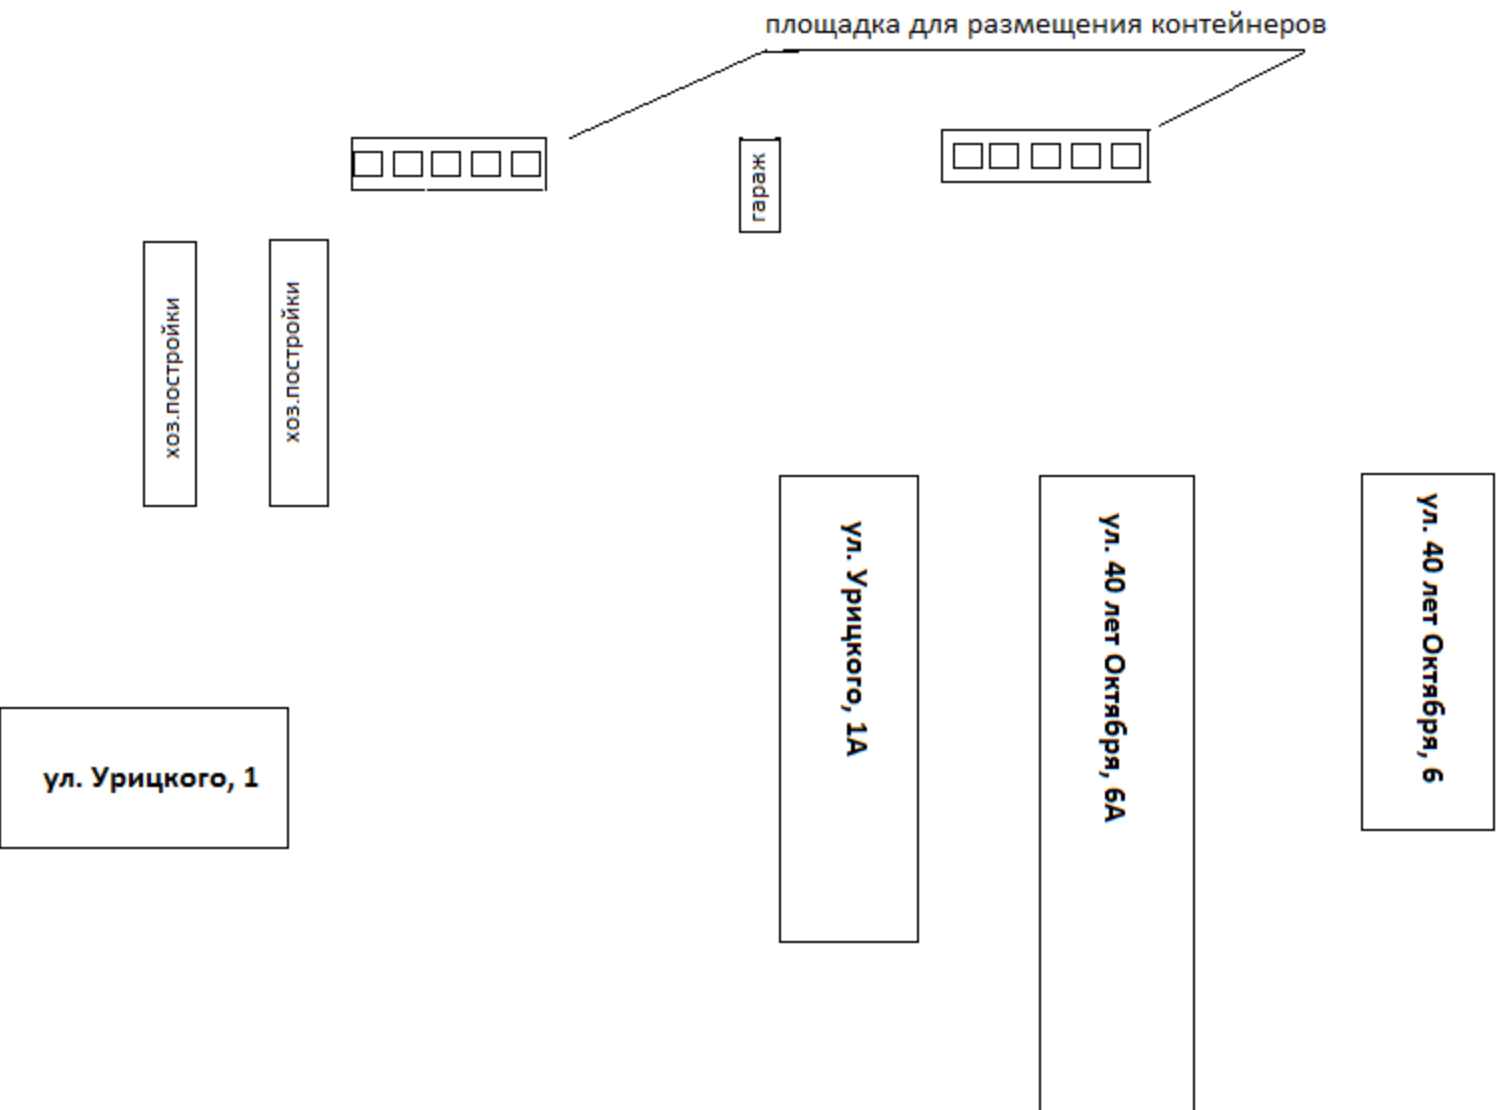 площадка для размещения контейнеров
гараж
хоз.постройки
хоз.постройки
ул. Урицкого, 1А
ул. 40 лет Октября, 6А
ул. 40 лет Октября, 6
ул. Урицкого, 1